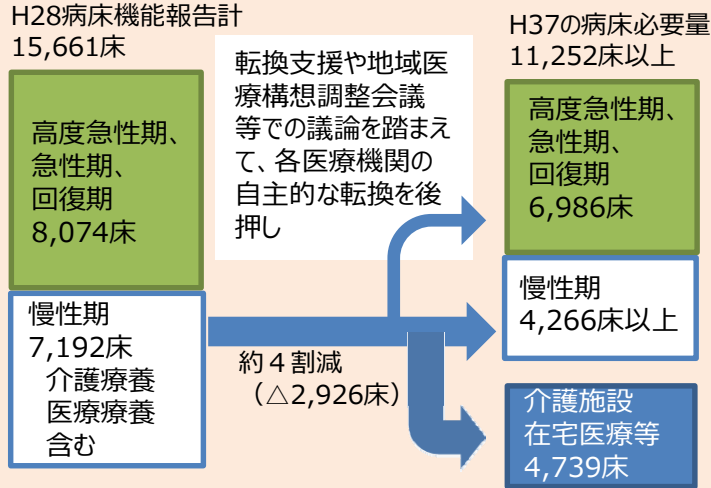 H28病床機能報告計
15,661床
高度急性期、
急性期、
回復期
8,074床
慢性期
7,192床
介護療養
医療療養
含む
転換支援や地域医
療構想調整会議
等での議論を踏まえ
て、各医療機関の
自主的な転換を後
押し
約４割減
（△2,926床）
H37の病床必要量
11,252床以上
高度急性期、
急性期、
回復期
6,986床
慢性期
4,266床以上
介護施設
在宅医療等
4,739床